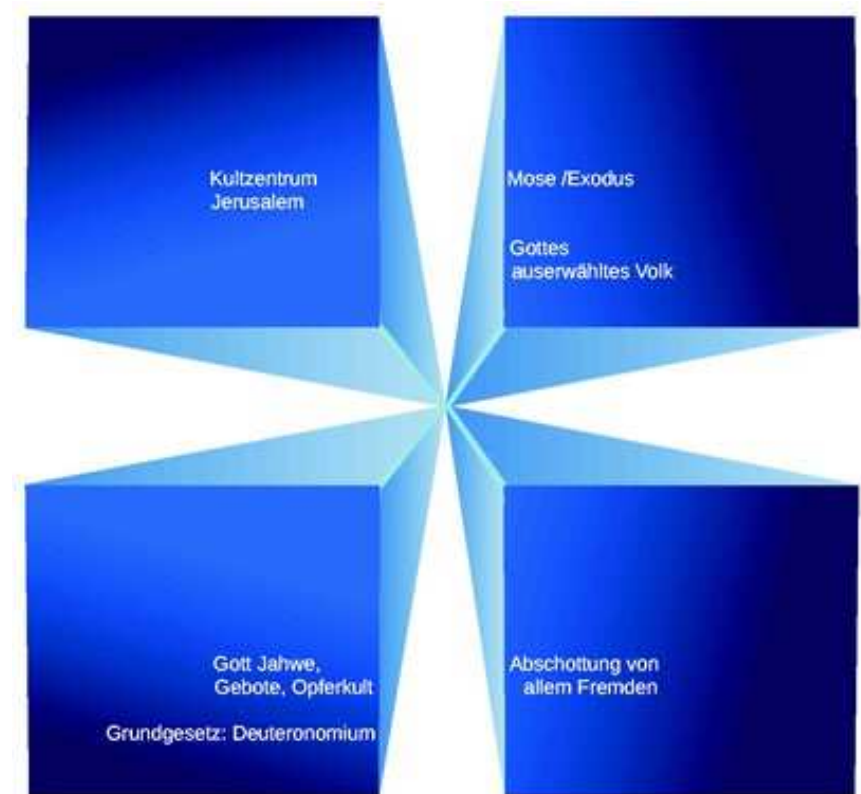 Kultzentrum
Jerusalem
Mose /Exodus
Gottes
auserwähltes Volk
Gott Jahwe,
Gebote, Opferkult
Grundgesetz: Deuteronomium
Abschottung von
allem Fremden